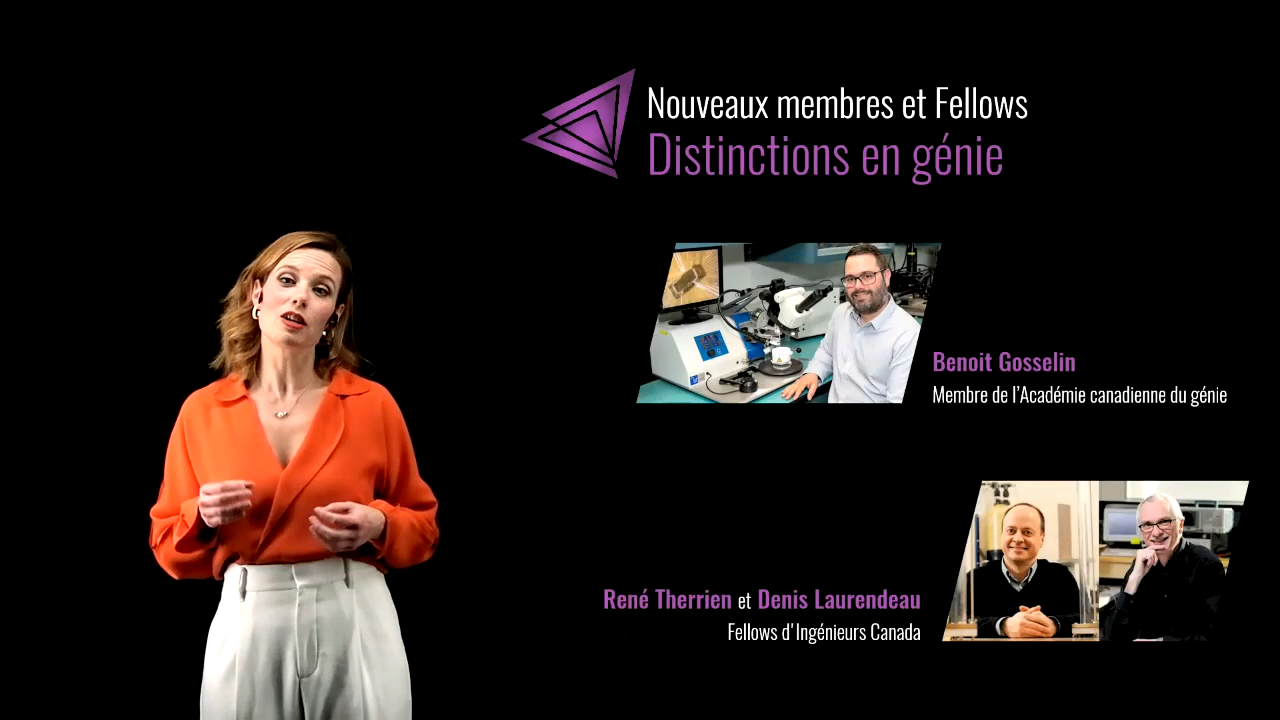 Nouveaux membres et Fellows
Distinctions en génie
Benoit Gosselin
Membre de l’Académie canadienne du génie
René Therrien et Denis Laurendeau
Fellows d'Ingénieurs Canada